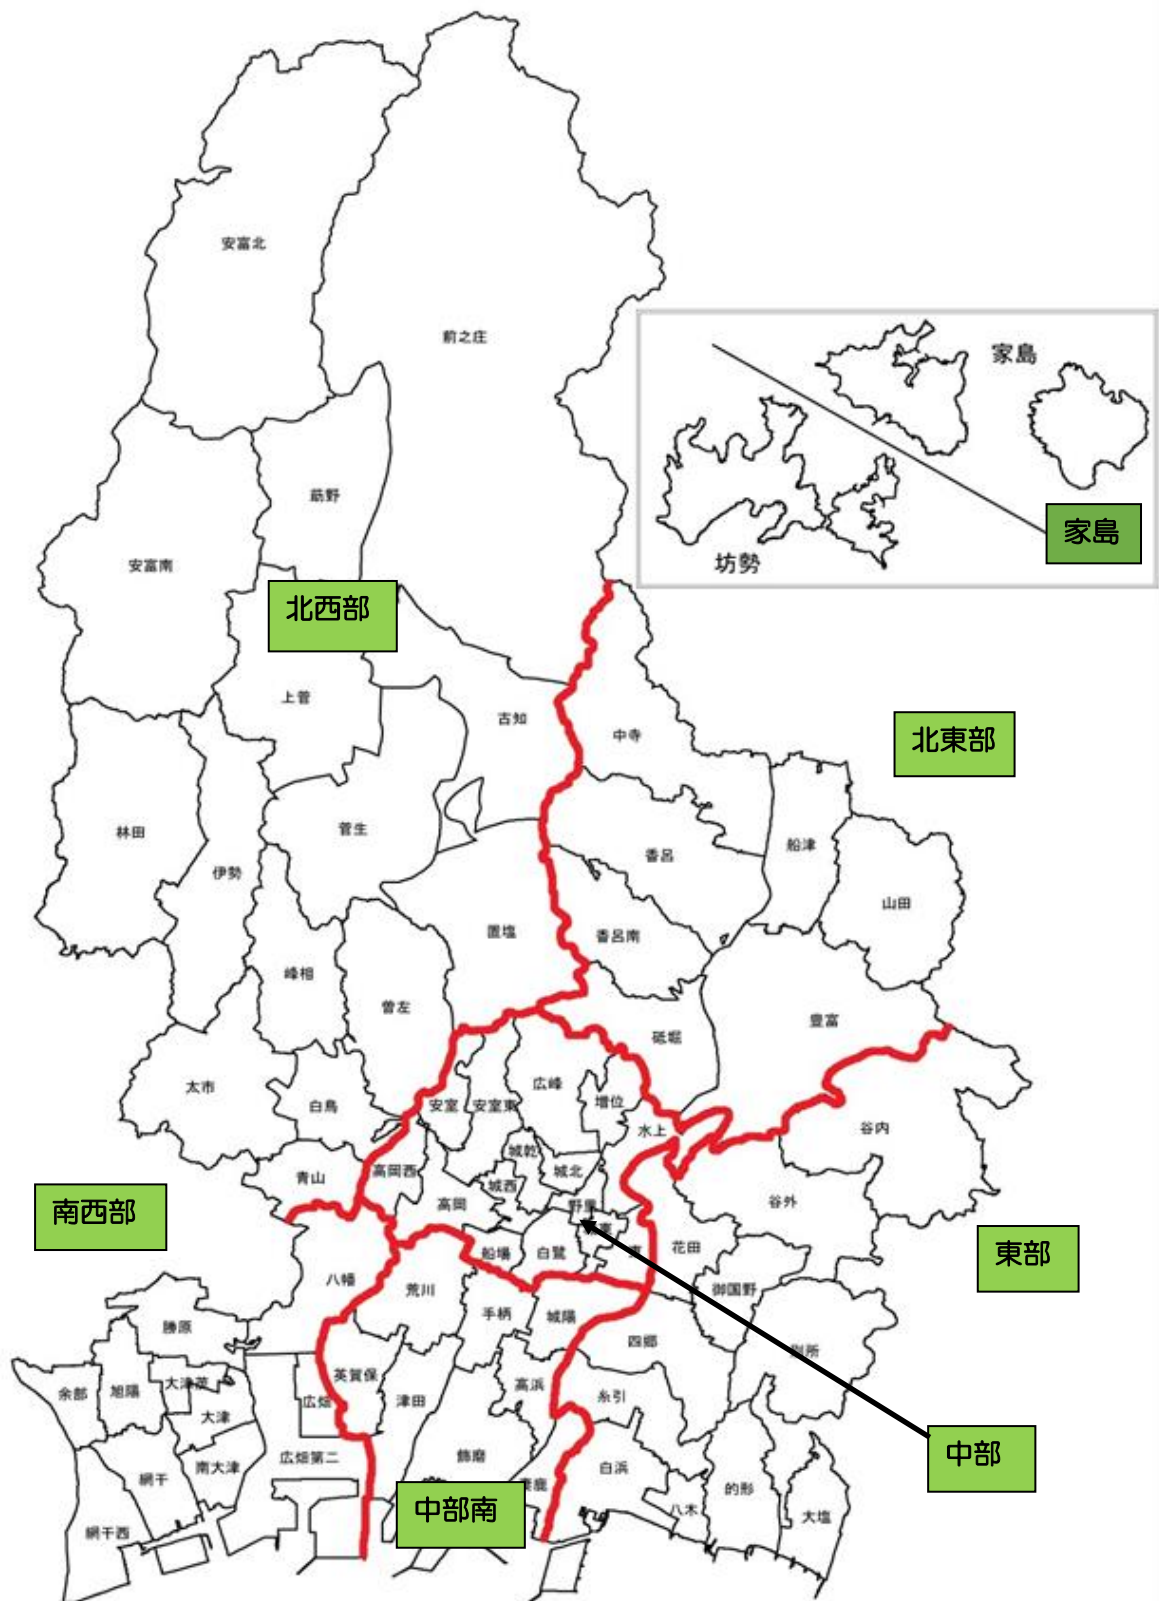 安富北
前之庄
家島
莇野
家島
坊勢
安富南
北西部
上菅
古知
中寺
北東部
林田
菅生
船津
香呂
伊勢
山田
置塩
香呂南
峰相
曽左
豊富
砥堀
太市
広峰
白鳥
安室
安室東
増位
水上
谷内
城乾
城北
青山
高岡西
城西
谷外
南西部
高岡
野里
東
船場
白鷺
東
花田
東部
八幡
荒川
御国野
手柄
城陽
勝原
四郷
別所
英賀保
余部
旭陽
大津茂
高浜
糸引
広畑
津田
大津
中部
広畑第二
飾磨
南大津
白浜
網干
妻鹿
的形
中部南
八木
大塩
網干西